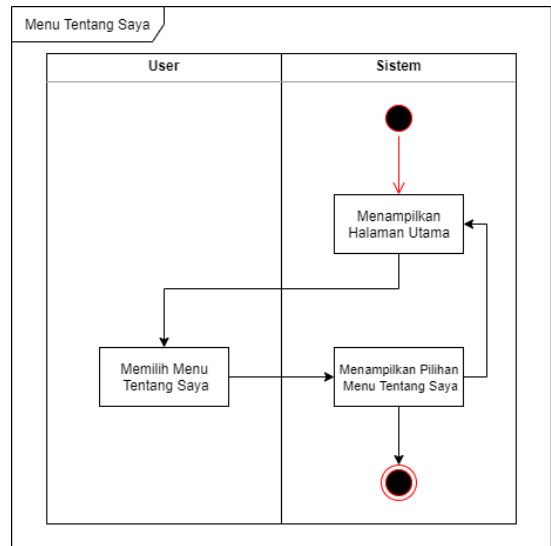 Menu Tentang Saya
User
Sistem
Menampilkan
Halaman Utama
Memilih Menu
Tentang Saya
Menampilkan Pilihan
Menu Tentang Saya